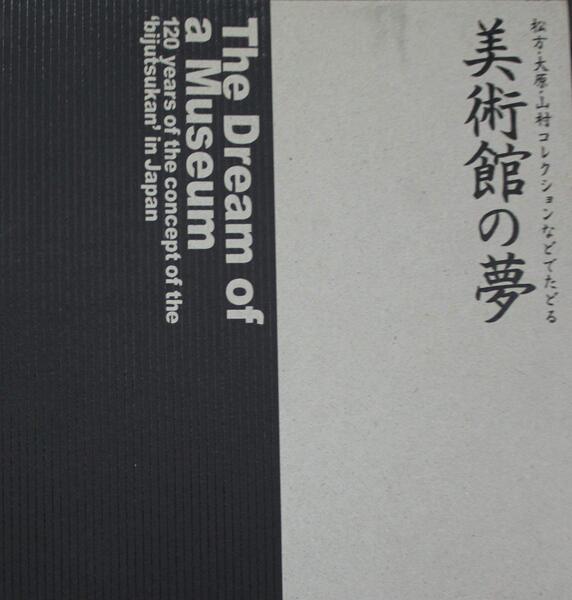 松方・大原・山村コレクションなどでたどる
美術館の夢
The Dream of
a Museum
120 years of the concept of the
'bijutsukan' in Japan